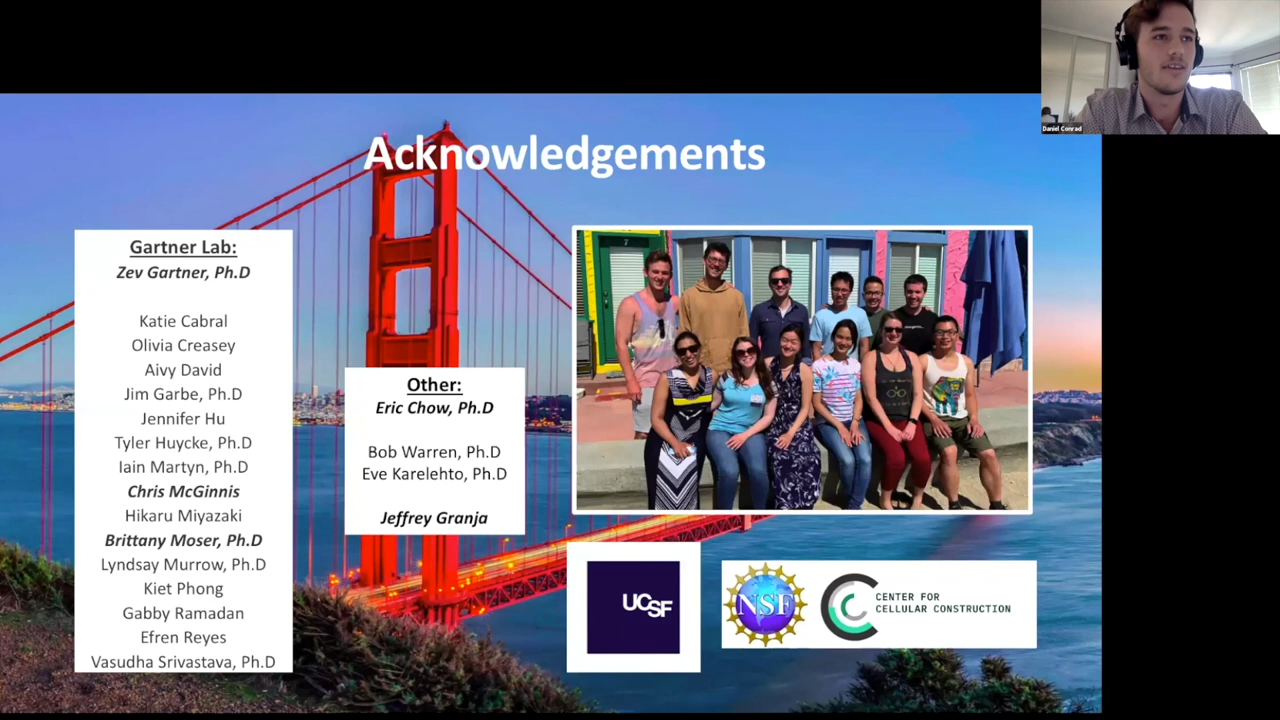 Daniel Conrad
Acknowledgements
Gartner Lab:
Zev Gartner, Ph.D
Katie Cabral
Olivia Creasey
Aivy David
Jim Garbe, Ph.D
Jennifer Hu
Tyler Huycke, Ph.D
Iain Martyn, Ph.D
Chris McGinnis
Hikaru Miyazaki
Brittany Moser, Ph.D
Lyndsay Murrow, Ph.D
Kiet Phong
Gabby Ramadan
Efren Reyes
Vasudha Srivastava, Ph.D
Other:
Eric Chow, Ph.D
Bob Warren, Ph.D
Eve Karelehto, Ph.D
Jeffrey Granja
7
UCSF
NSF
CENTER FOR
CELLULAR CONSTRUCTION